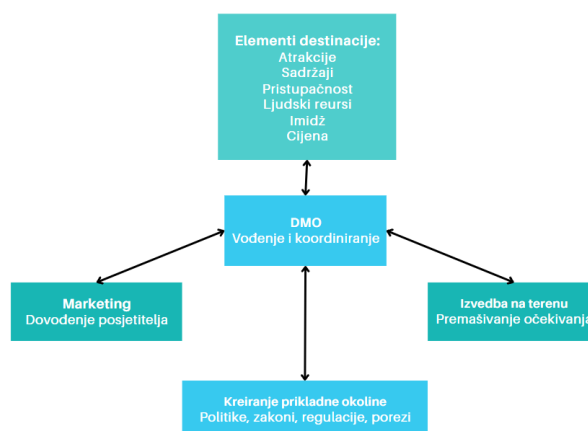 Elementi destinacije:
Atrakcije
Sadržaji
Pristupačnost
Ljudski reursi
Imidž
Cijena
DMO
Vođenje i koordiniranje
Marketing
Dovođenje posjetitelja
Izvedba na terenu
Premašivanje očekivanja
Kreiranje prikladne okoline
Politike, zakoni, regulacije, porezi